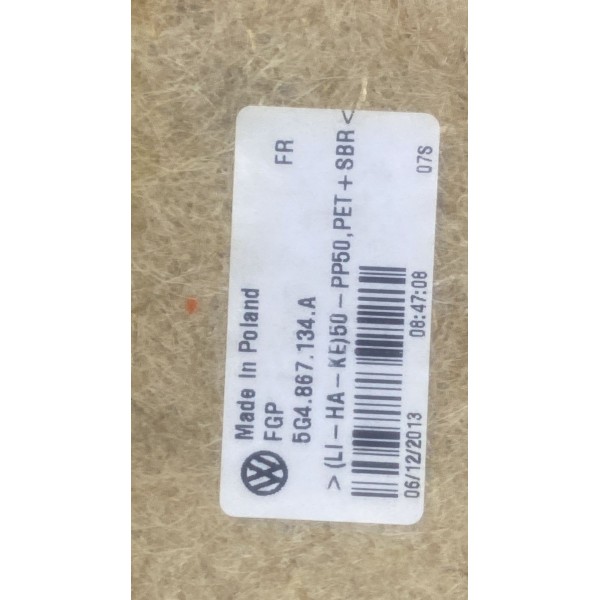 Made In Poland
FGP FR
5G4.867.134.A
>(LI-HA-KE)50-PP50,PET+SBR<
06/12/2013 08:47:08 07S